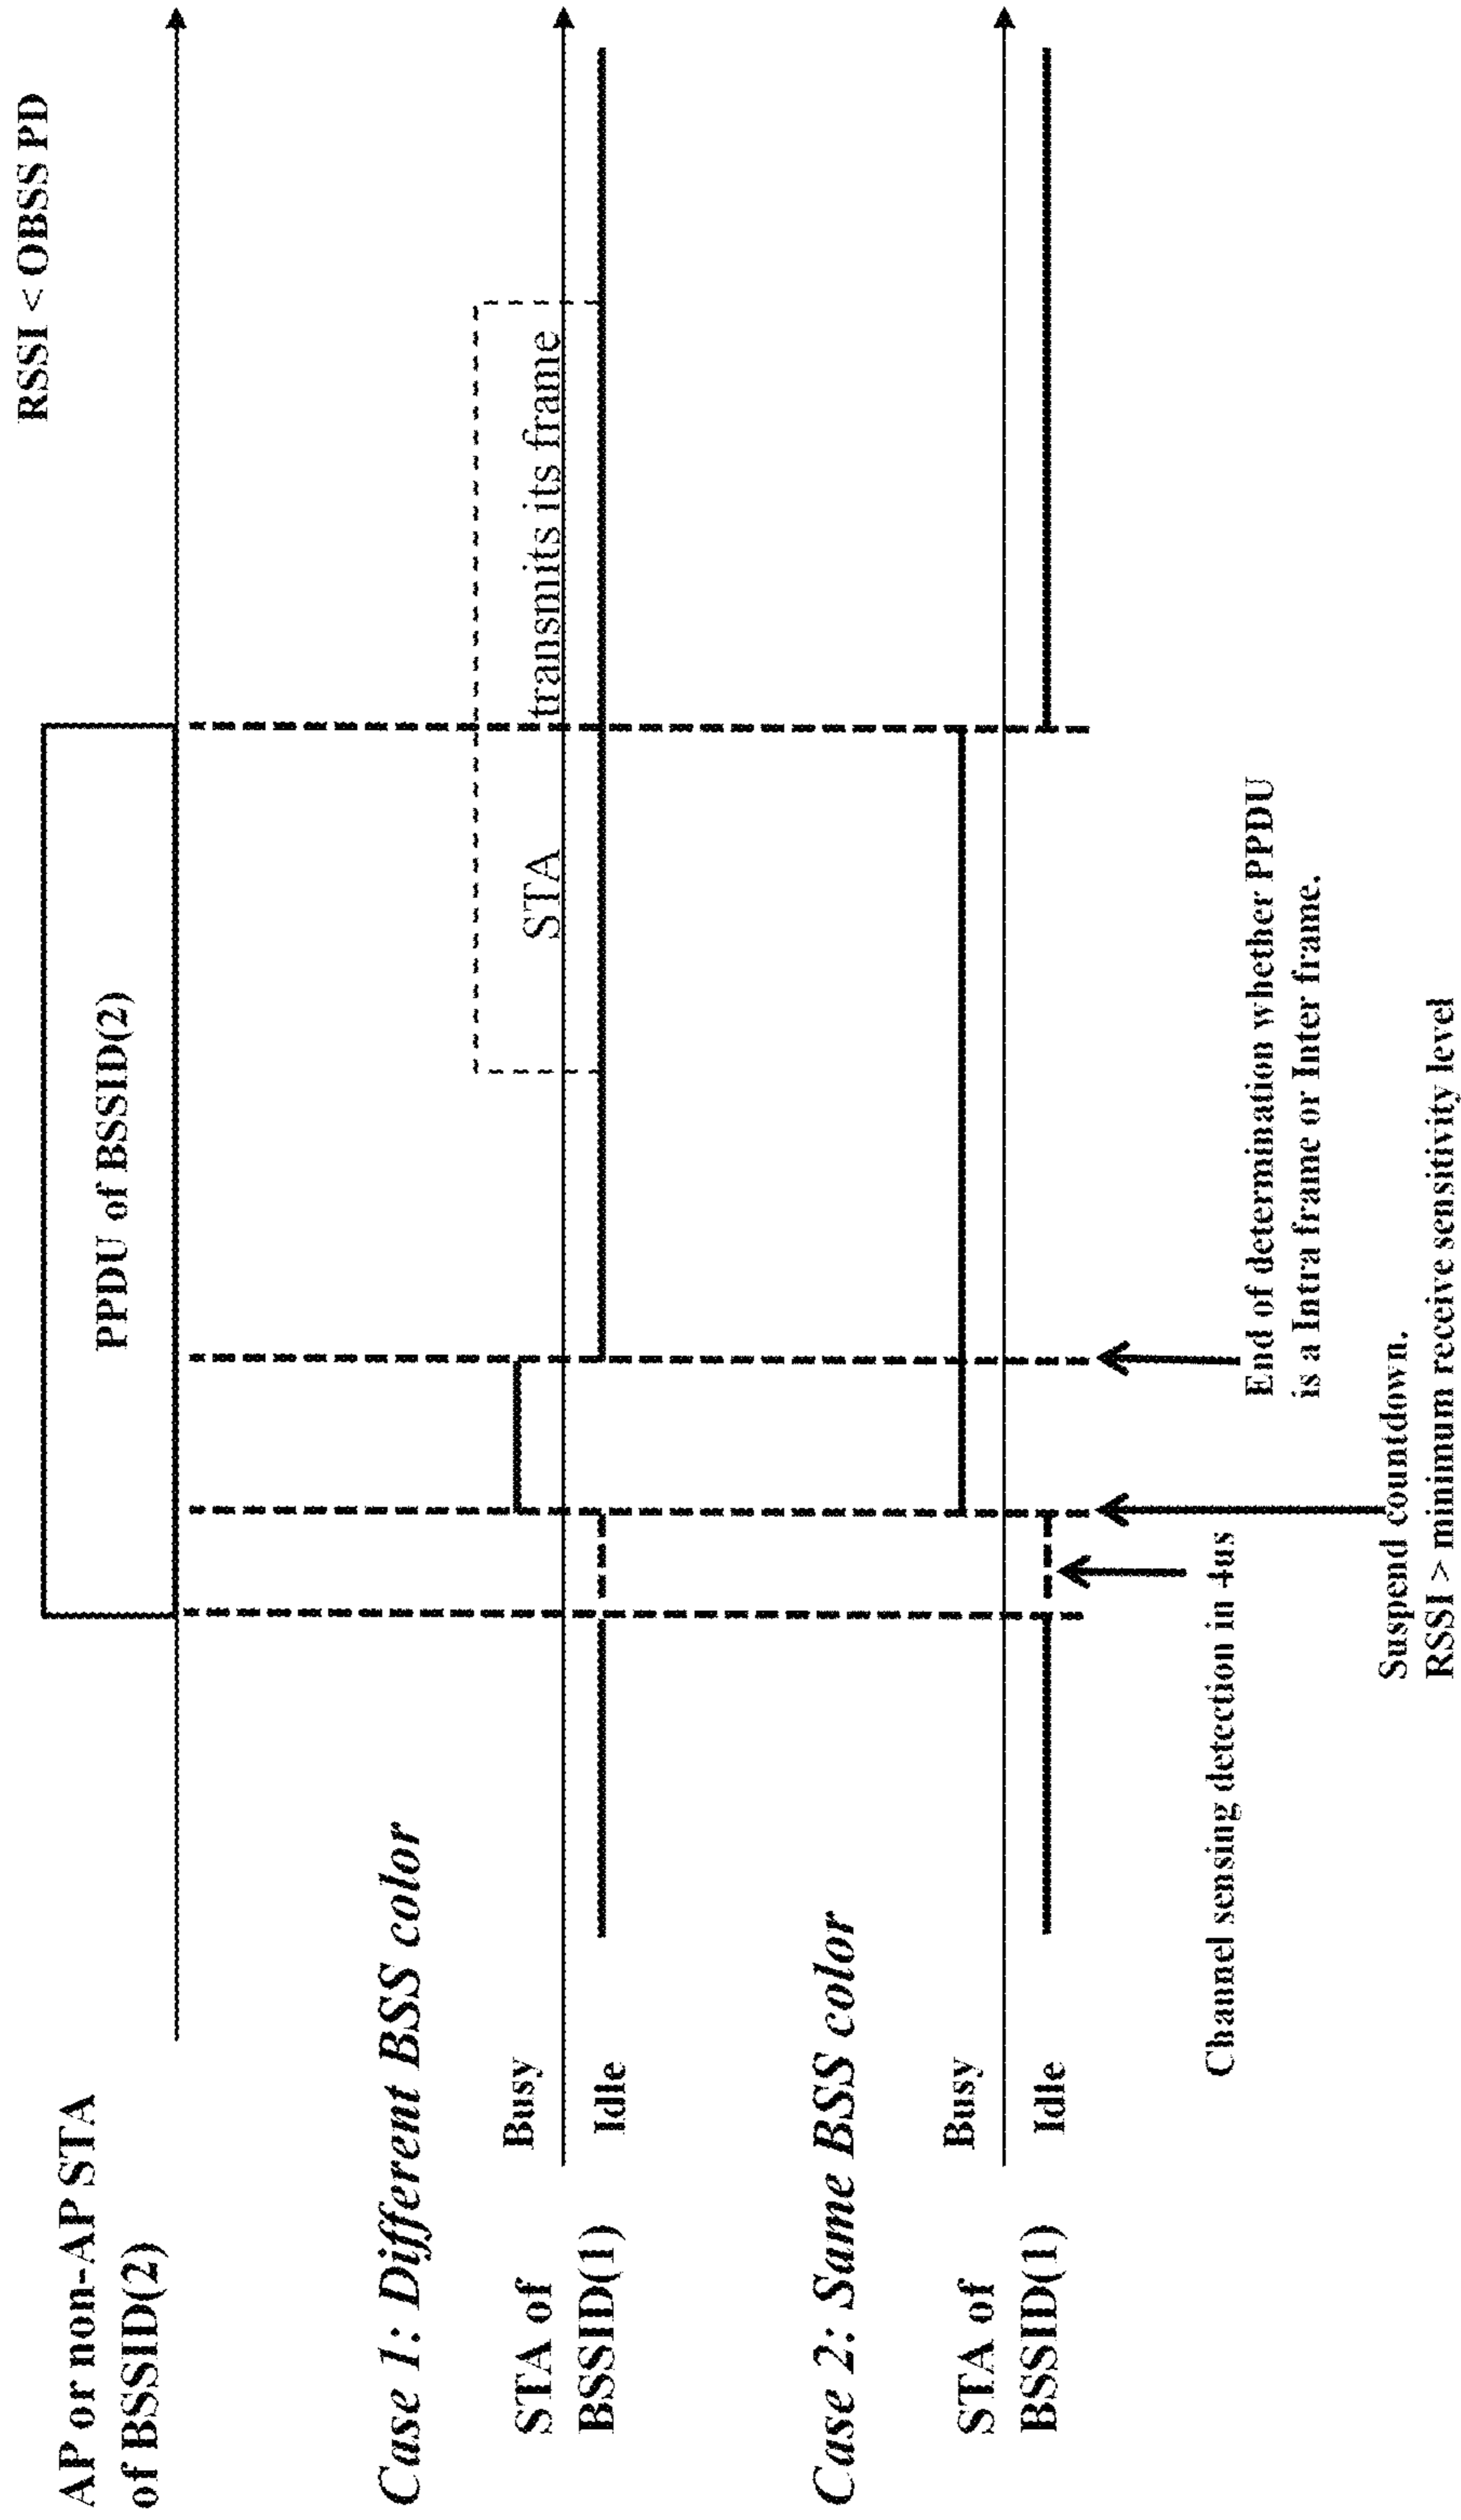 RSSI < OBSS PD
AP or non-AP STA
of BSSID(2)
PPDU of BSSID(2)
Case 1: Different BSS color
STA of
BSSID(1)
Busy
Idle
STA transmits its frame
Case 2: Same BSS color
STA of
BSSID(1)
Busy
Idle
Channel sensing detection in 4us
End of determination whether PPDU
is a Intra frame or Inter frame.
Suspend countdown.
RSSI > minimum receive sensitivity level